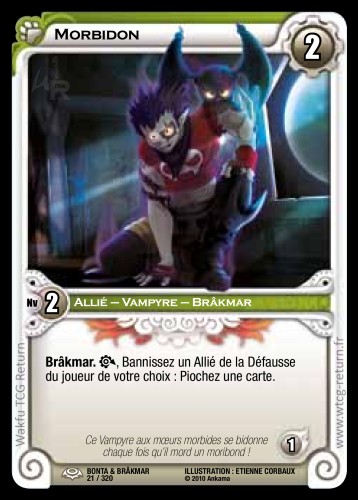 MORBIDON
2
Nv 2
ALLIÉ – VAMPYRE – BRÂKMAR
Brâkmar. , Bannissez un Allié de la Défausse
du joueur de votre choix : Piochez une carte.
Ce Vampyre aux mœurs morbides se bidonne
chaque fois qu'il mord un moribond !
1
BONTA & BRÂKMAR
21 / 320
ILLUSTRATION : ETIENNE CORBAUX
© 2010 Ankama
Wakfu TCG Return
www.wtcg-return.fr